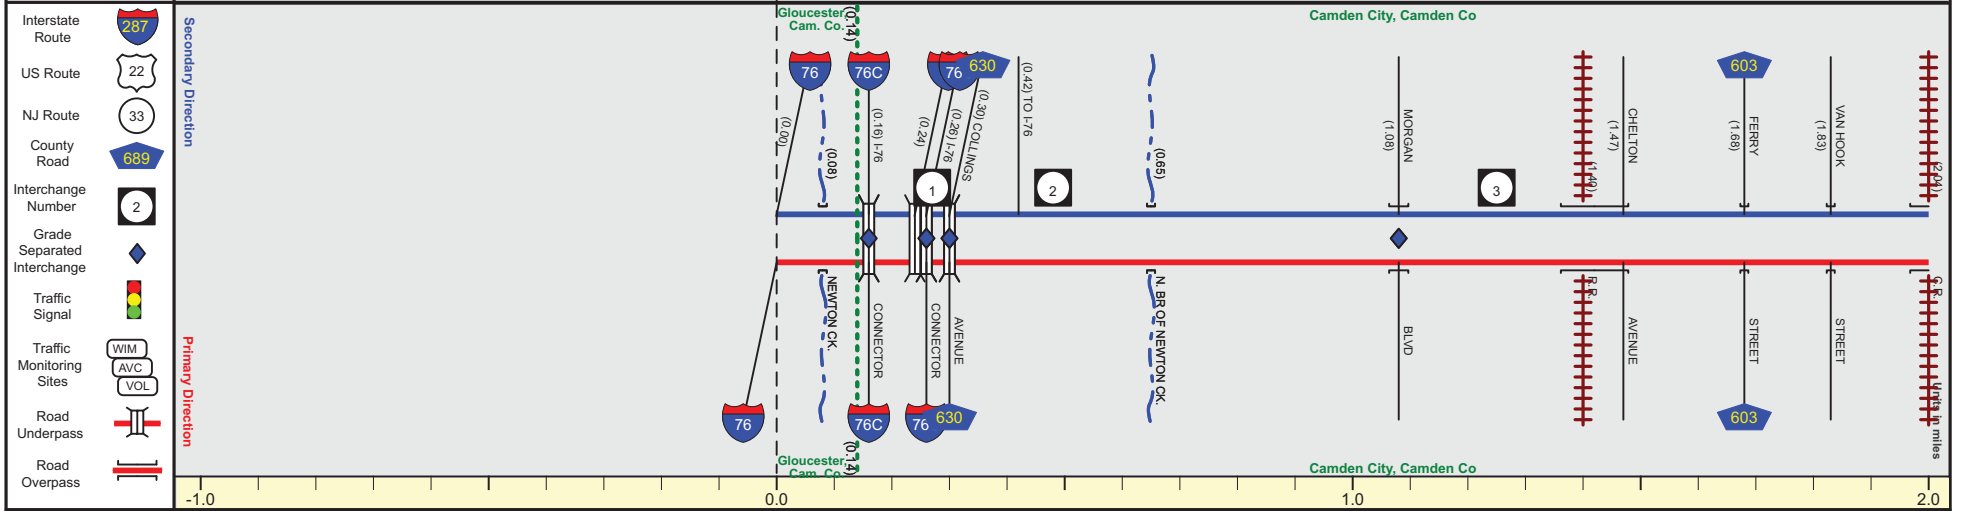 Interstate
Route
287
US Route
22
NJ Route
33
County
Road
689
Interchange
Number
2
Grade
Separated
Interchange
Traffic
Signal
Traffic
Monitoring
Sites
WIM
AVC
VOL
Road
Underpass
Road
Overpass
Secondary Direction
Primary Direction
Gloucester,
Cam. Co.
(0.14)
Camden City, Camden Co
76
76C
76
630
603
(0.00)
(0.08)
(0.16) I-76
(0.24)
(0.26) I-76
(0.30) COLLINGS
(0.42) TO I-76
(0.65)
MORGAN
(1.08)
(1.40)
CHELTON
(1.47)
FERRY
(1.68)
VAN HOOK
(1.83)
(2.04)
1
2
3
NEWTON CK.
CONNECTOR
CONNECTOR
AVENUE
N. BR OF NEWTON CK.
BLVD
R.R.
AVENUE
STREET
STREET
C.R.
76
76C
76
630
603
Units in miles
Gloucester,
Cam. Co.
(0.14)
Camden City, Camden Co
-1.0
0.0
1.0
2.0